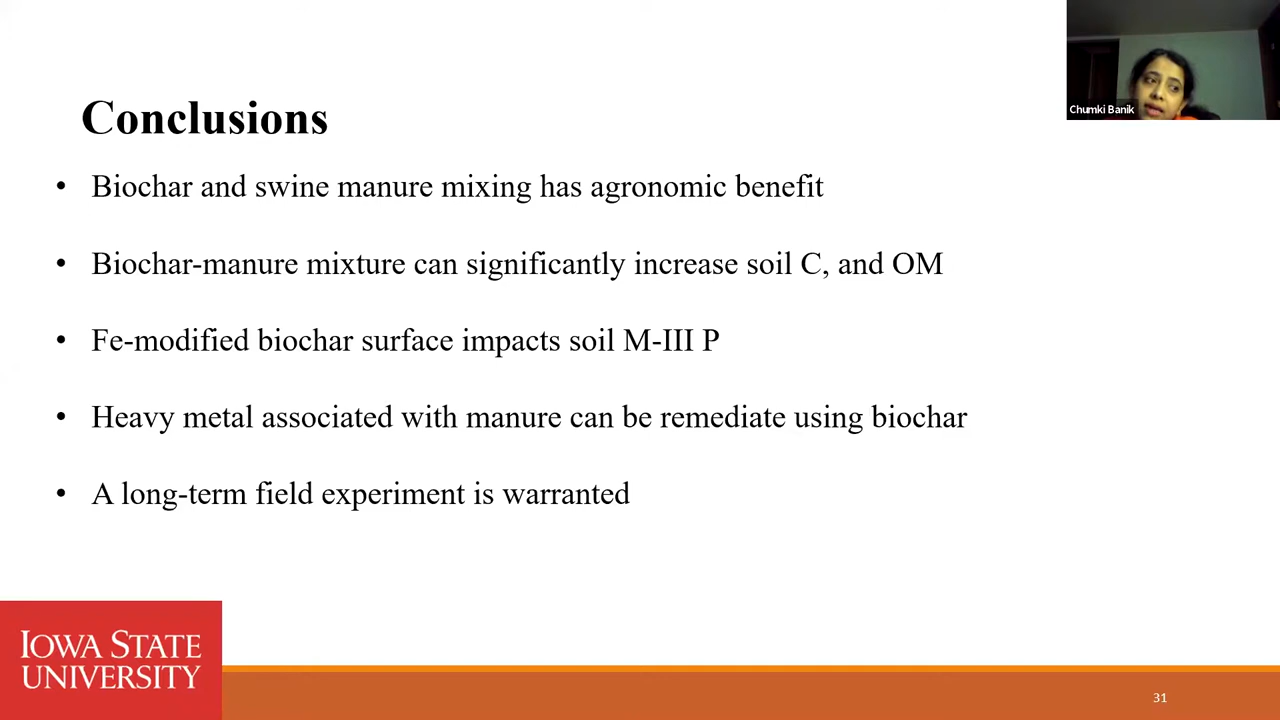 Chumki Banik
Conclusions
• Biochar and swine manure mixing has agronomic benefit
• Biochar-manure mixture can significantly increase soil C, and OM
• Fe-modified biochar surface impacts soil M-III P
• Heavy metal associated with manure can be remediate using biochar
• A long-term field experiment is warranted
IOWA STATE
UNIVERSITY
31